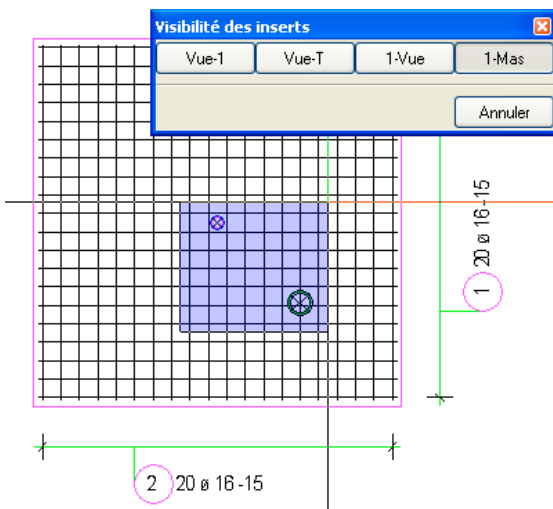 Visibilité des inserts
Vue-1 Vue-T 1-Vue 1-Mas
Annuler
1 20 ø 16-15
2 20 ø 16-15